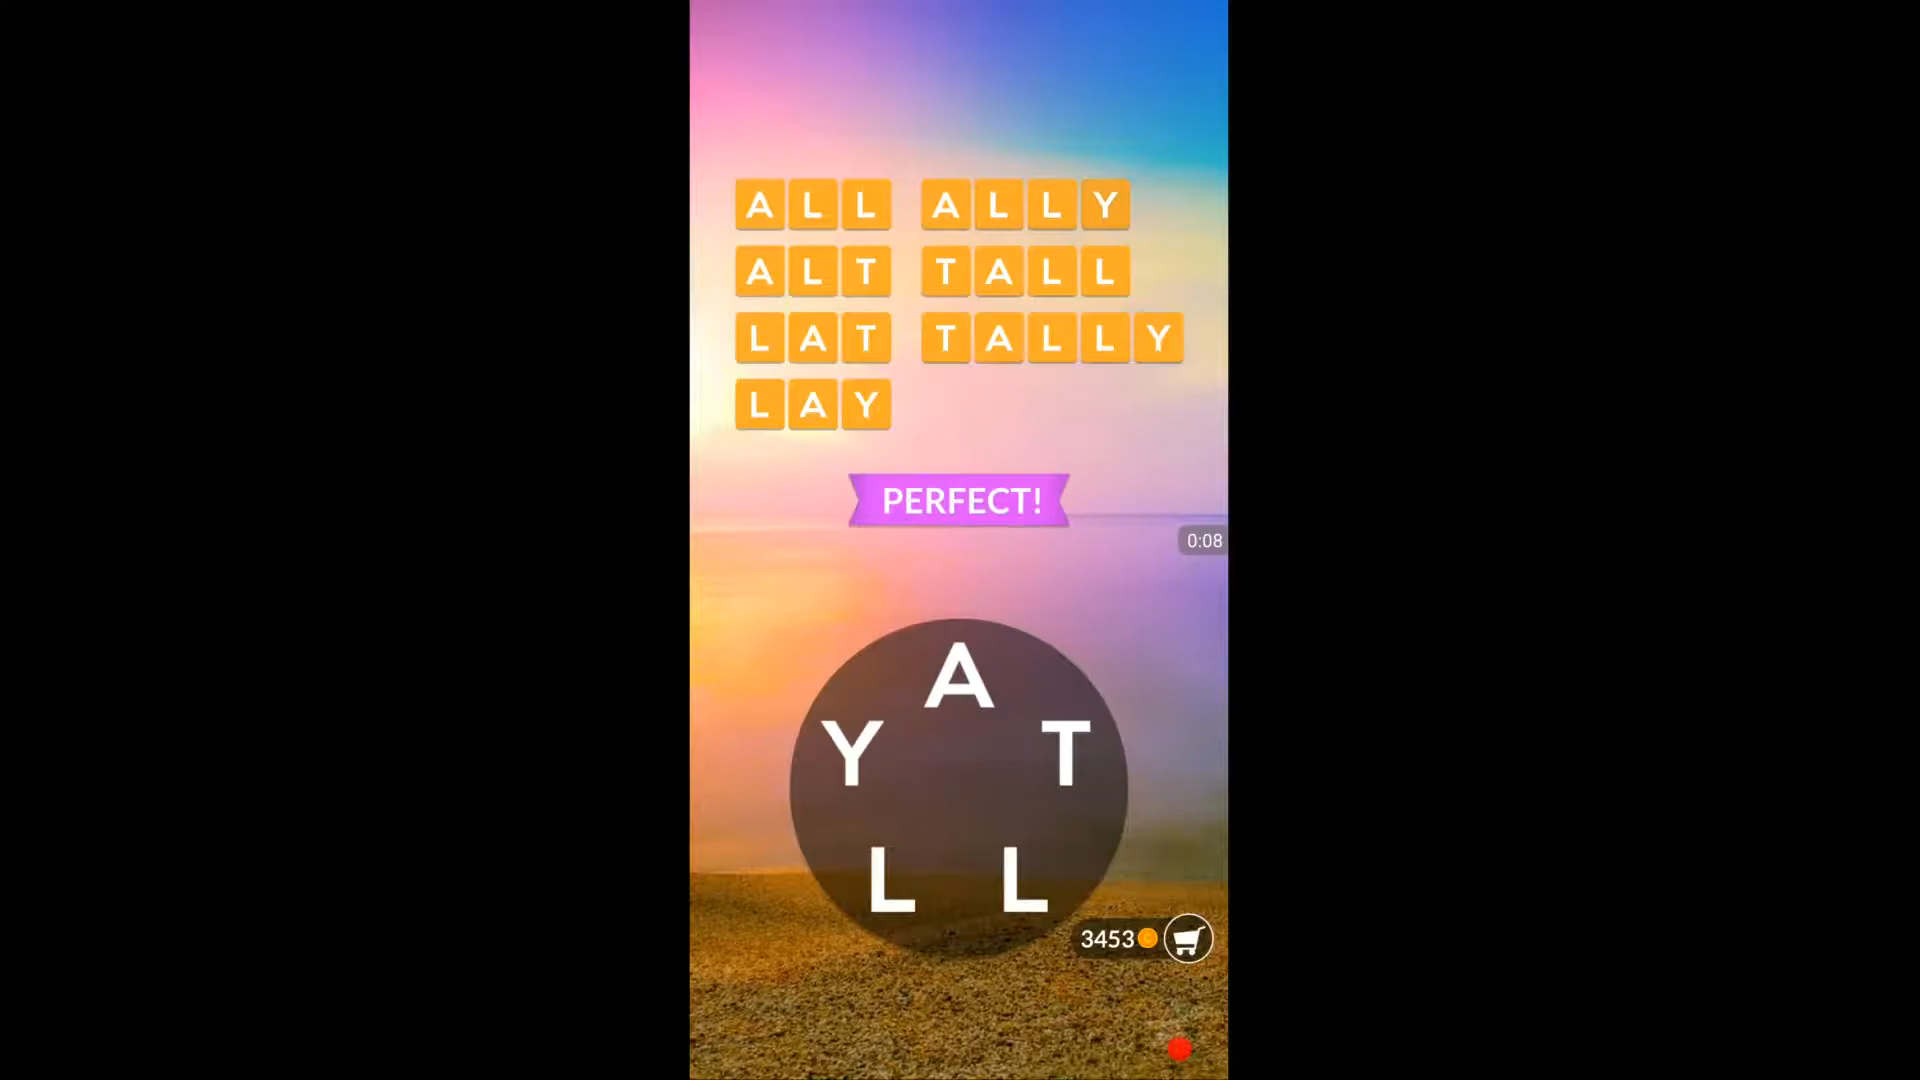 ALL ALLY
ALT TALL
LAT TALLY
LAY
PERFECT!
0:08
A
Y T
L L
3453